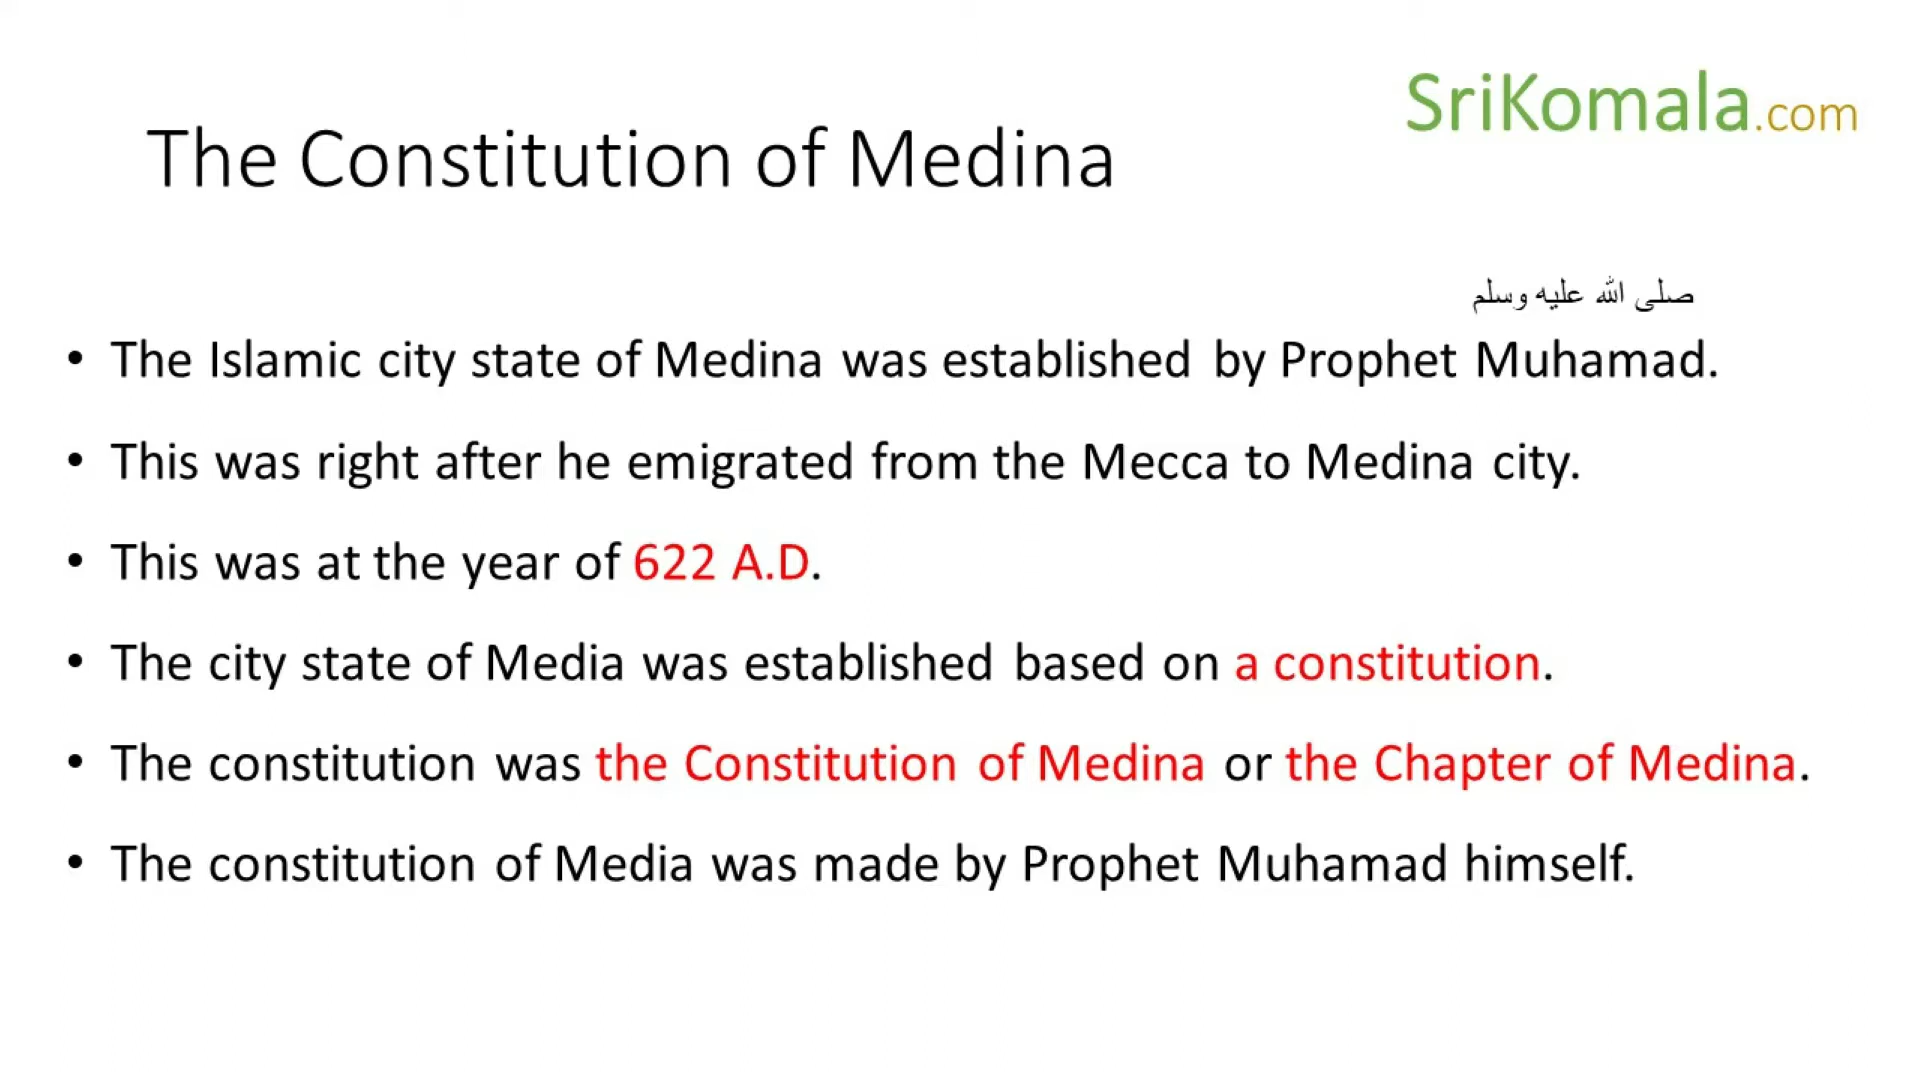 SriKomala.com
The Constitution of Medina
صلى الله عليه وسلم
• The Islamic city state of Medina was established by Prophet Muhamad.
• This was right after he emigrated from the Mecca to Medina city.
• This was at the year of 622 A.D.
• The city state of Media was established based on a constitution.
• The constitution was the Constitution of Medina or the Chapter of Medina.
• The constitution of Media was made by Prophet Muhamad himself.